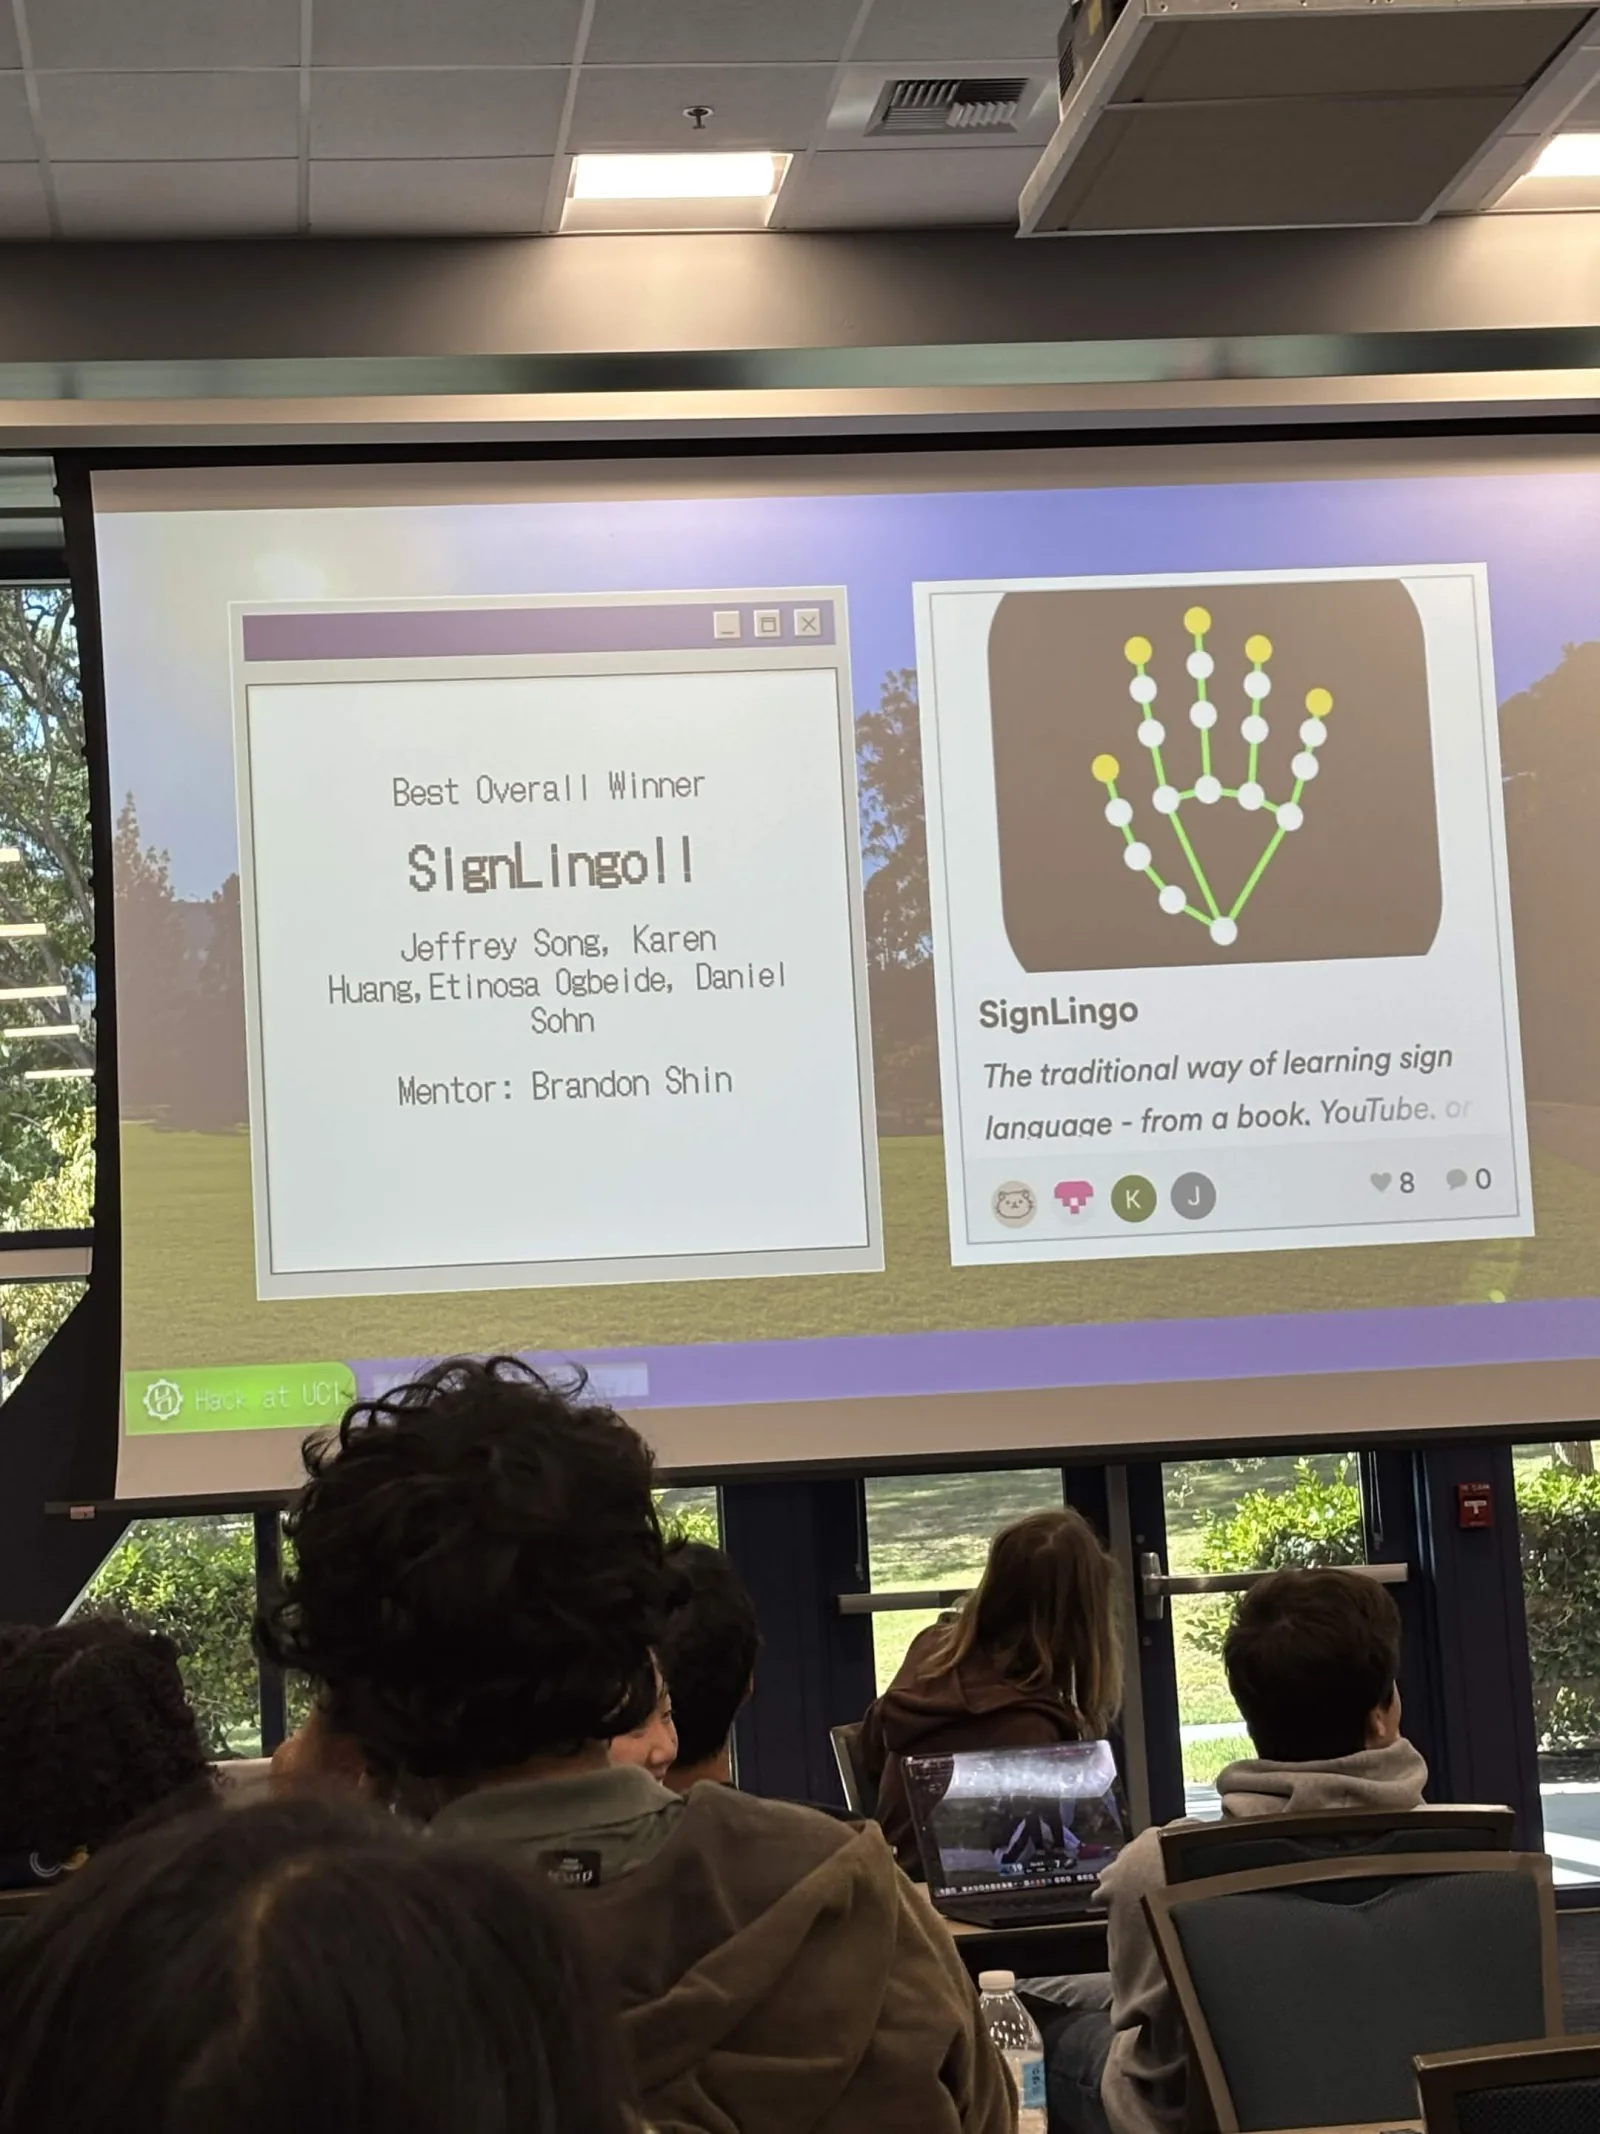 Best Overall Winner
SignLingo!!
Jeffrey Song, Karen
Huang,Etinosa Ogbeide, Daniel
Sohn
Mentor: Brandon Shin
SignLingo
The traditional way of learning sign
language - from a book, YouTube, or
K
J
8
0
Hack at UCI